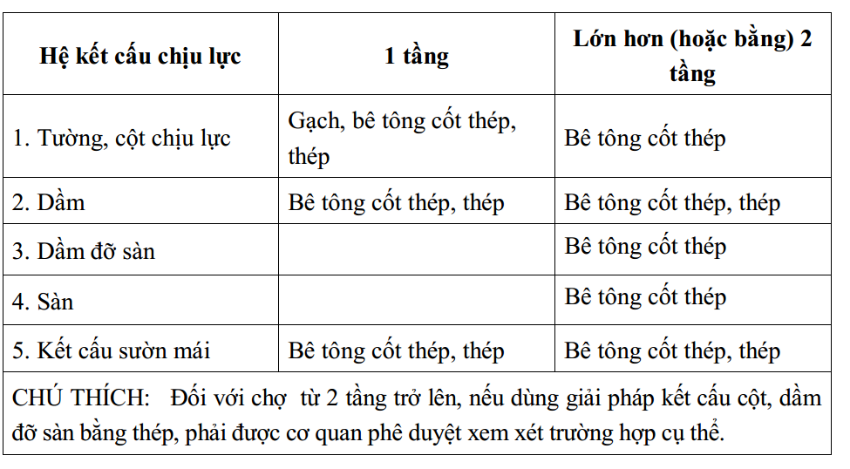 Hệ kết cấu chịu lực
1 tầng
Lớn hơn (hoặc bằng) 2
tầng
1. Tường, cột chịu lực
Gạch, bê tông cốt thép,
thép
Bê tông cốt thép
2. Dầm
Bê tông cốt thép, thép
Bê tông cốt thép, thép
3. Dầm đỡ sàn
Bê tông cốt thép
4. Sàn
Bê tông cốt thép
5. Kết cấu sườn mái
Bê tông cốt thép, thép
Bê tông cốt thép, thép
CHÚ THÍCH: Đối với chợ từ 2 tầng trở lên, nếu dùng giải pháp kết cấu cột, dầm
đỡ sàn bằng thép, phải được cơ quan phê duyệt xem xét trường hợp cụ thể.